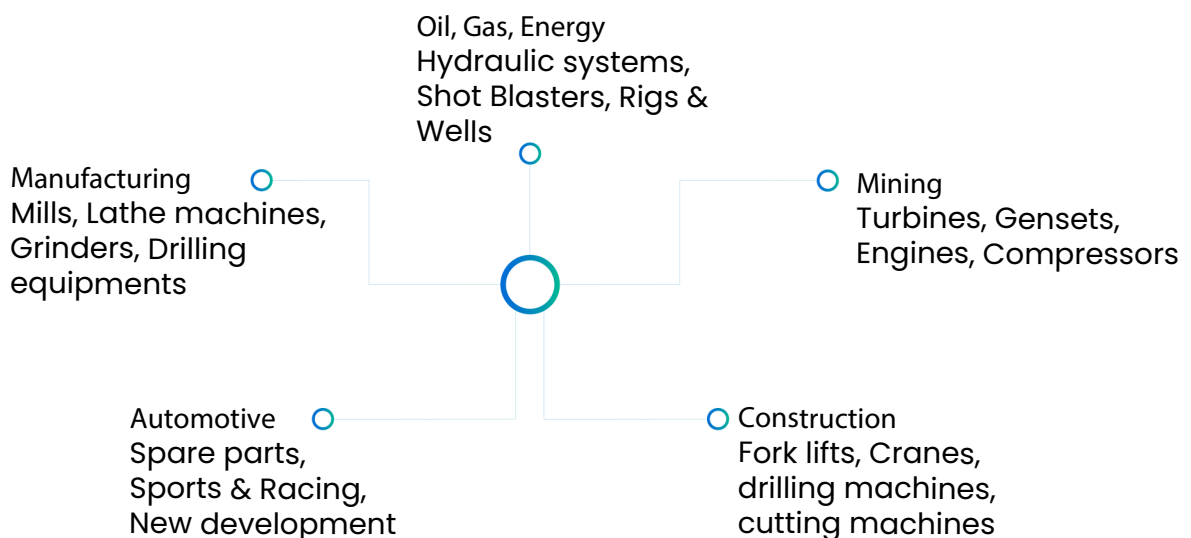 Oil, Gas, Energy
Hydraulic systems,
Shot Blasters, Rigs &
Wells
Manufacturing
Mills, Lathe machines,
Grinders, Drilling
equipments
Mining
Turbines, Gensets,
Engines, Compressors
Automotive
Spare parts,
Sports & Racing,
New development
Construction
Fork lifts, Cranes,
drilling machines,
cutting machines